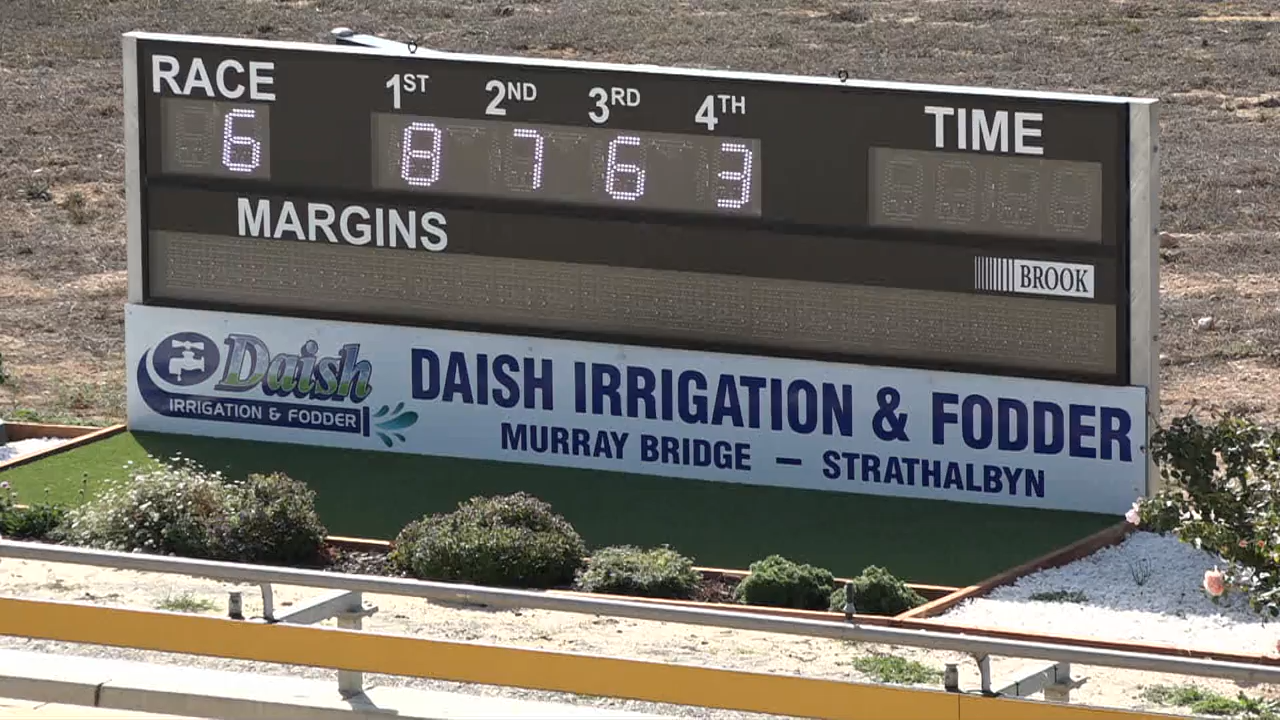 RACE 1ST 2ND 3RD 4TH TIME
6 8 7 6 3
MARGINS
BROOK
Daish
IRRIGATION & FODDER
DAISH IRRIGATION & FODDER
MURRAY BRIDGE – STRATHALBYN